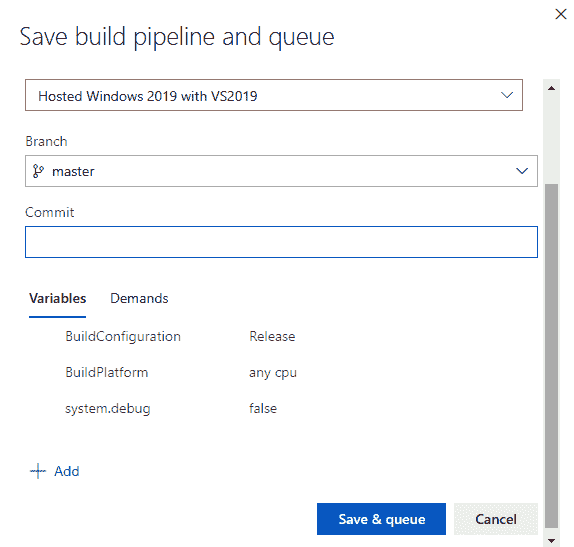 Save build pipeline and queue
Hosted Windows 2019 with VS2019
Branch
master
Commit
Variables Demands
BuildConfiguration Release
BuildPlatform any cpu
system.debug false
Add
Save & queue Cancel